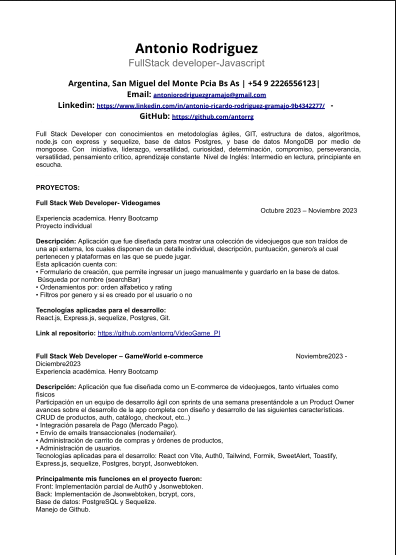 Antonio Rodriguez
FullStack developer-Javascript
Argentina, San Miguel del Monte Pcia Bs As | +54 9 2226556123|
Email: antoniorodriguezgramajo@gmail.com
Linkedin: https://www.linkedin.com/in/antonio-ricardo-rodriguez-gramajo-9b4342277/ -
GitHub: https://github.com/antorrg
Full Stack Developer con conocimientos en metodologías ágiles, GIT, estructura de datos, algoritmos,
node.js con express y sequelize, base de datos Postgres, y base de datos MongoDB por medio de
mongoose. Con iniciativa, liderazgo, versatilidad, curiosidad, determinación, compromiso, perseverancia,
versatilidad, pensamiento crítico, aprendizaje constante Nivel de Inglés: Intermedio en lectura, principiante en
escucha.
PROYECTOS:
Full Stack Web Developer- Videogames
Octubre 2023 – Noviembre 2023
Experiencia academica. Henry Bootcamp
Proyecto individual
Descripción: Aplicación que fue diseñada para mostrar una colección de videojuegos que son traídos de
una api externa, los cuales disponen de un detalle individual, descripción, puntuación, genero/s al cual
pertenecen y plataformas en las que se puede jugar.
Esta aplicación cuenta con:
• Formulario de creación, que permite ingresar un juego manualmente y guardarlo en la base de datos.
Búsqueda por nombre (searchBar)
• Ordenamientos por: orden alfabetico y rating
• Filtros por genero y si es creado por el usuario o no
Tecnologías aplicadas para el desarrollo:
React.js, Express.js, sequelize, Postgres, Git.
Link al repositorio: https://github.com/antorrg/VideoGame_PI
Full Stack Web Developer – GameWorld e-commerce Noviembre2023 -
Diciembre2023
Experiencia académica. Henry Bootcamp
Descripción: Aplicación que fue diseñada como un E-commerce de videojuegos, tanto virtuales como
físicos
Participación en un equipo de desarrollo ágil con sprints de una semana presentándole a un Product Owner
avances sobre el desarrollo de la app completa con diseño y desarrollo de las siguientes características.
CRUD de productos, auth, catálogo, checkout, etc..)
• Integración pasarela de Pago (Mercado Pago).
• Envío de emails transaccionales (nodemailer).
• Administración de carrito de compras y órdenes de productos,
• Administración de usuarios.
Tecnologías aplicadas para el desarrollo: React con Vite, Auth0, Tailwind, Formik, SweetAlert, Toastify,
Express.js, sequelize, Postgres, bcrypt, Jsonwebtoken.
Principalmente mis funciones en el proyecto fueron:
Front: Implementación parcial de Auth0 y Jsonwebtoken.
Back: Implementación de Jsonwebtoken, bcrypt, cors,
Base de datos: PostgreSQL y Sequelize.
Manejo de Github.